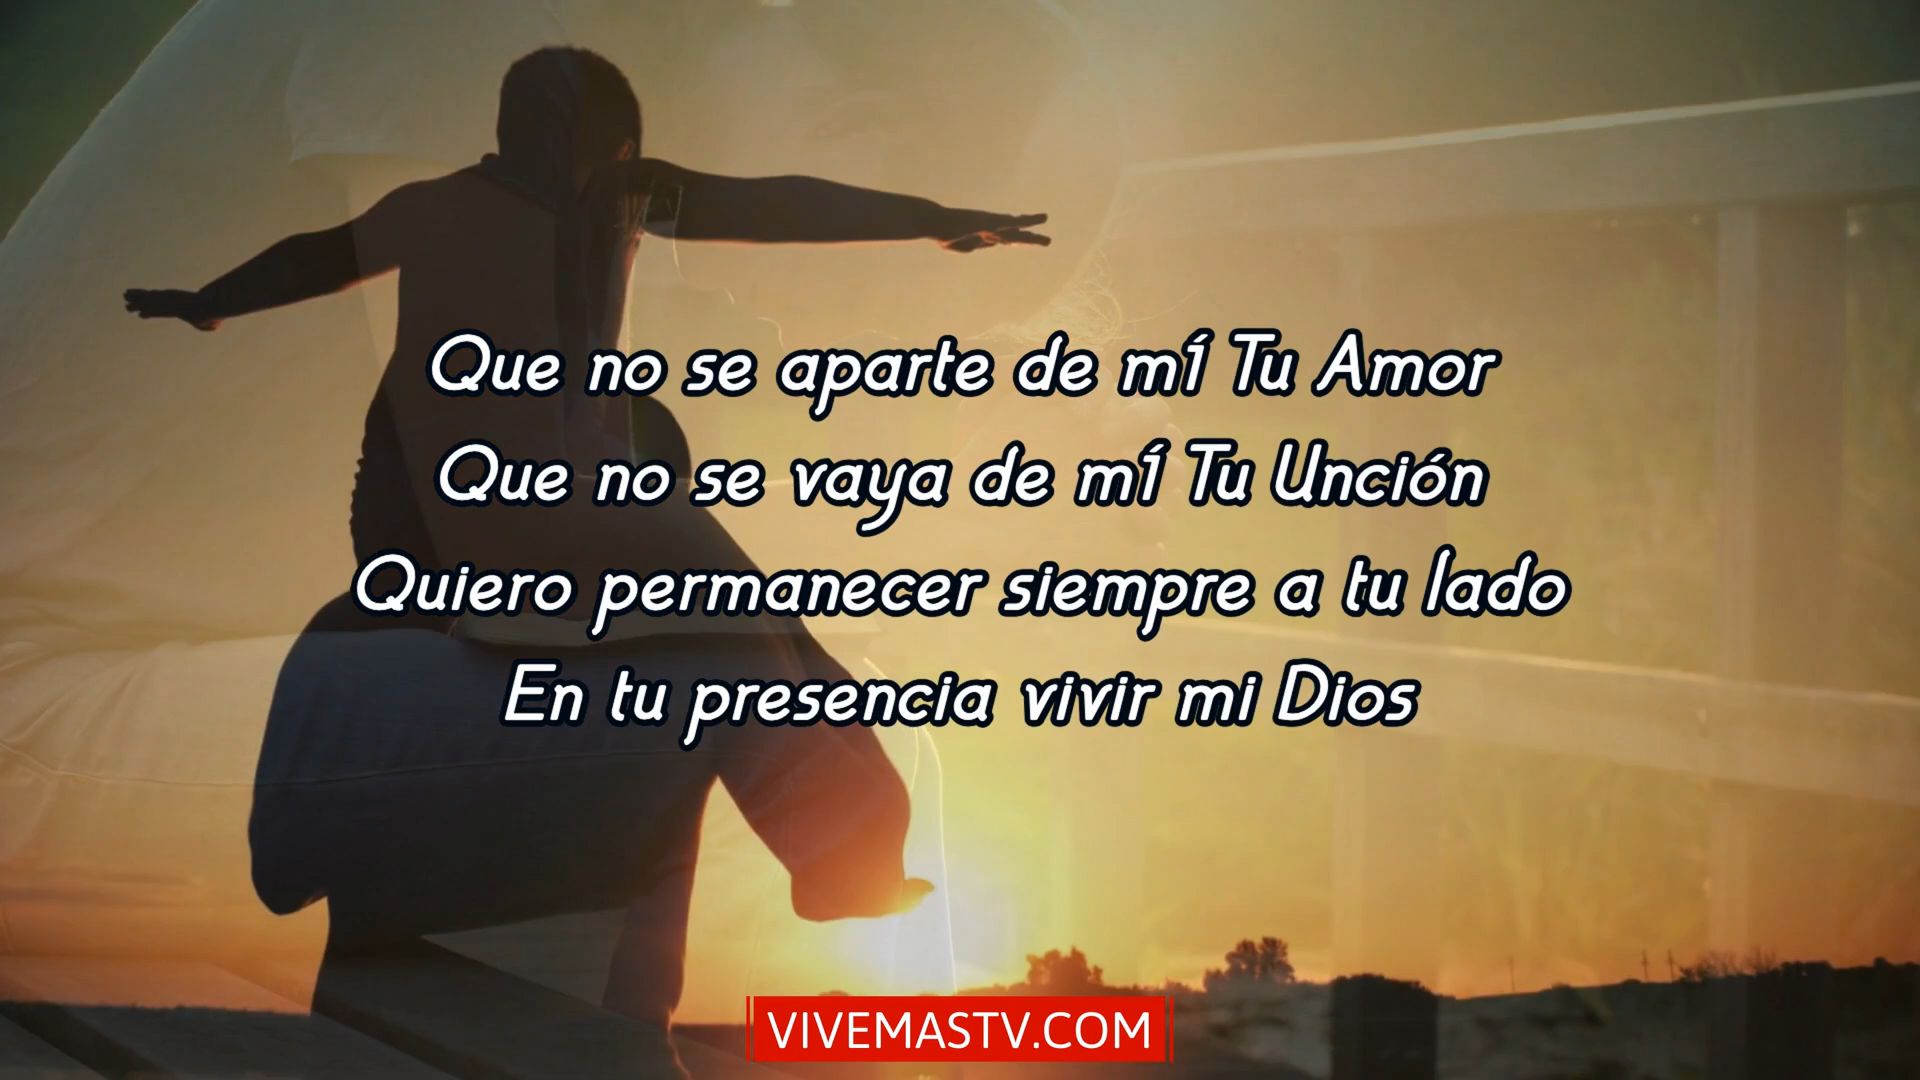 Que no se aparte de mí Tu Amor
Que no se vaya de mí Tu Unción
Quiero permanecer siempre a tu lado
En tu presencia vivir mi Dios
VIVEMASTV.COM